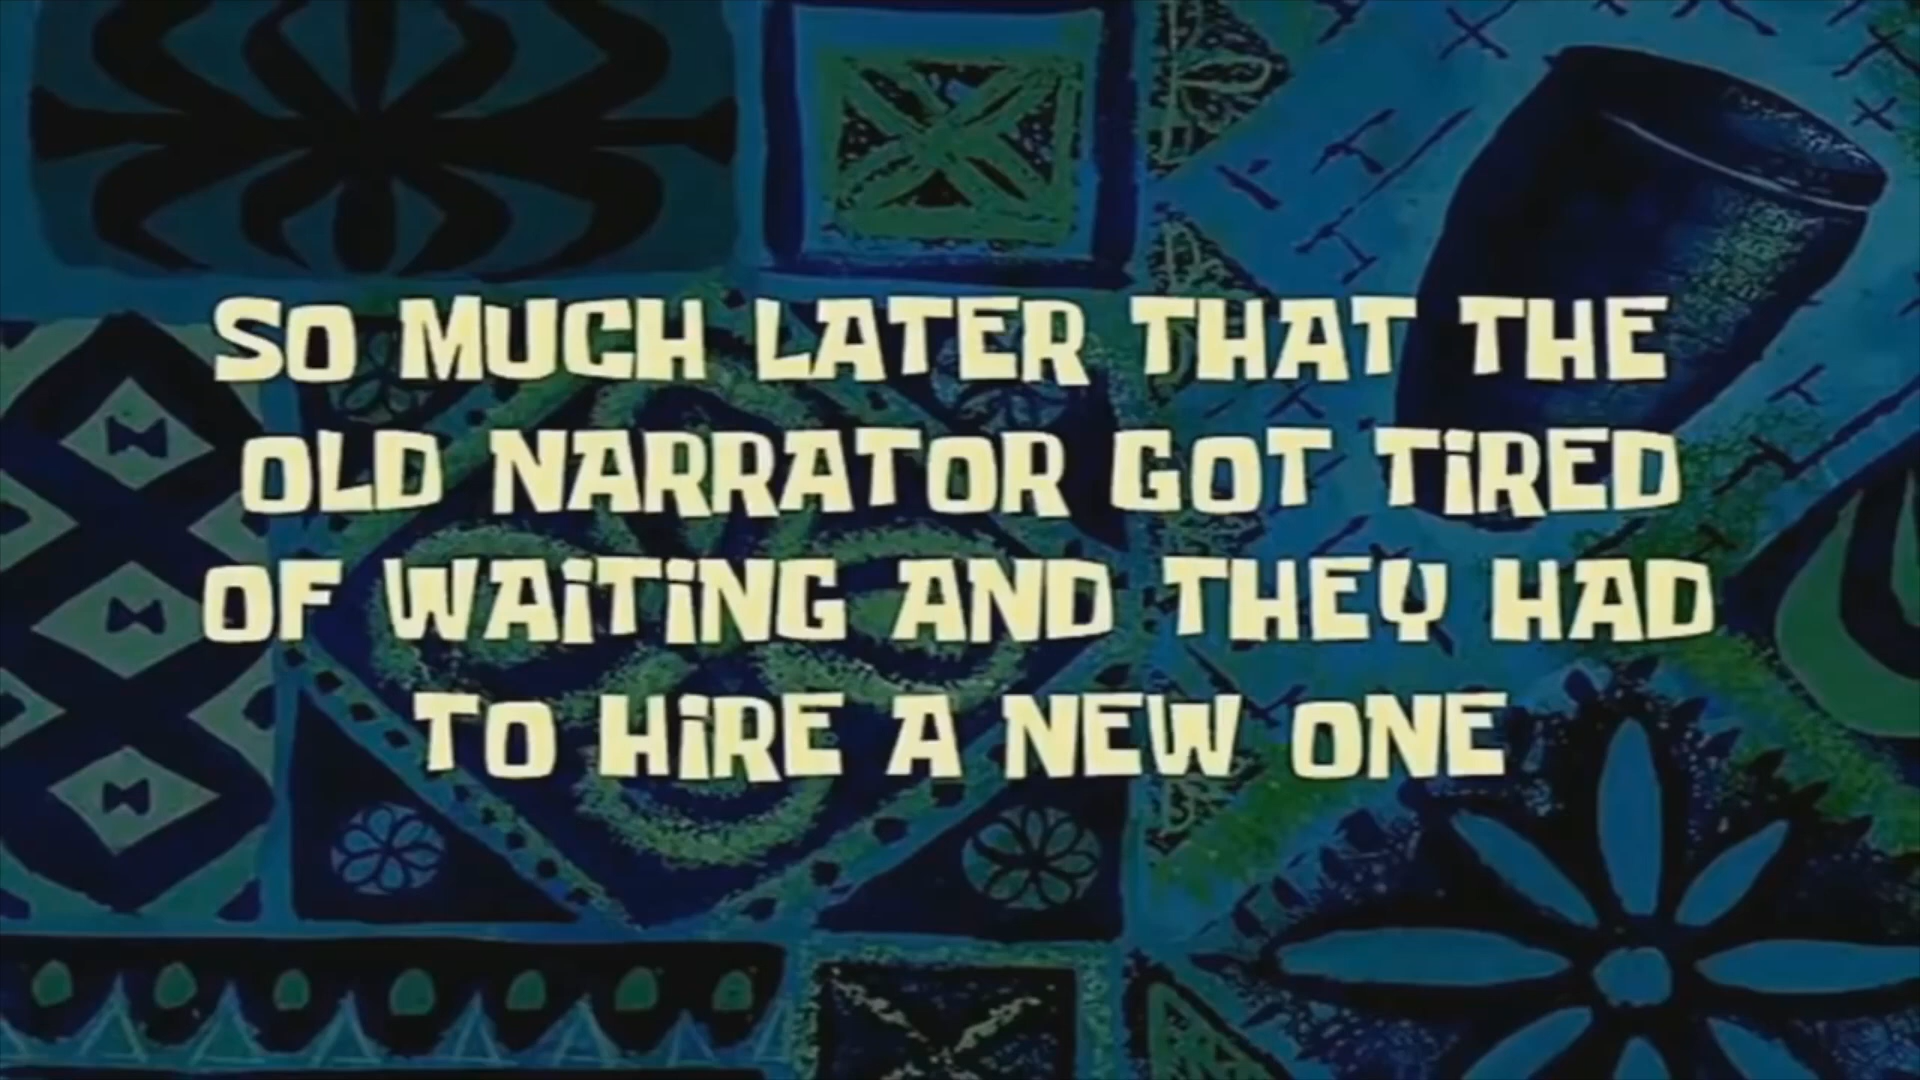 SO MUCH LATER THAT THE
OLD NARRATOR GOT TiRED
OF WAiTiNG AND THEY HAD
TO HiRE A NEW ONE